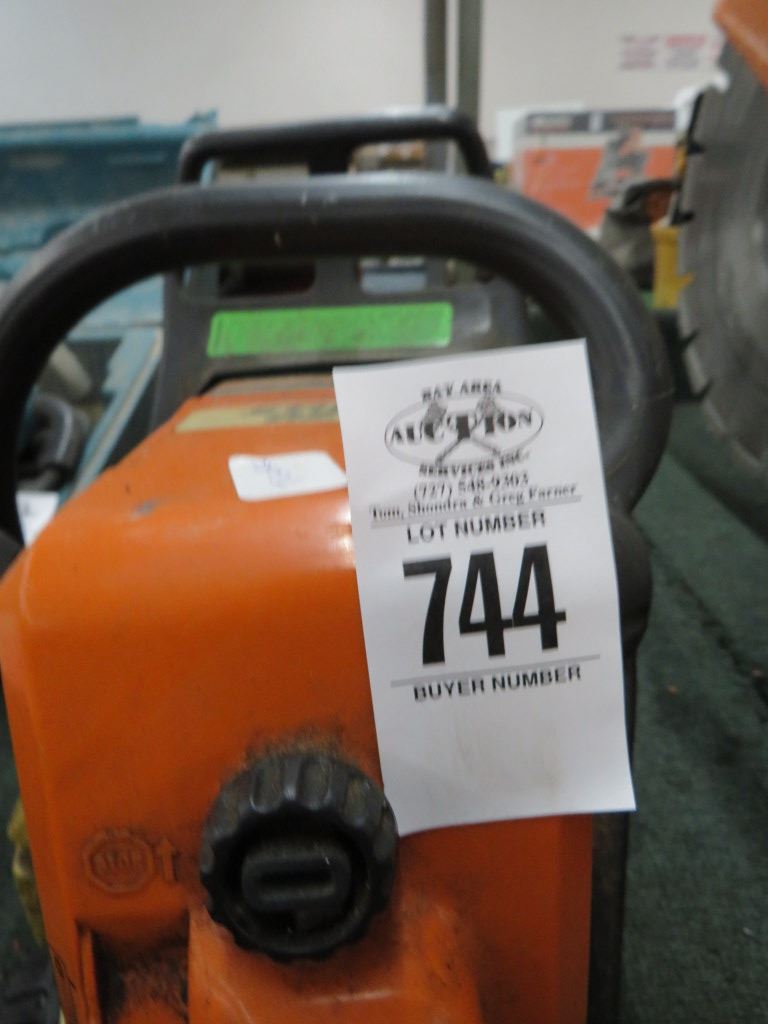 BAY AREA
AUCTION
SERVICES INC.
(727) 548-9303
Tom, Shondra & Greg Farner
LOT NUMBER
744
BUYER NUMBER